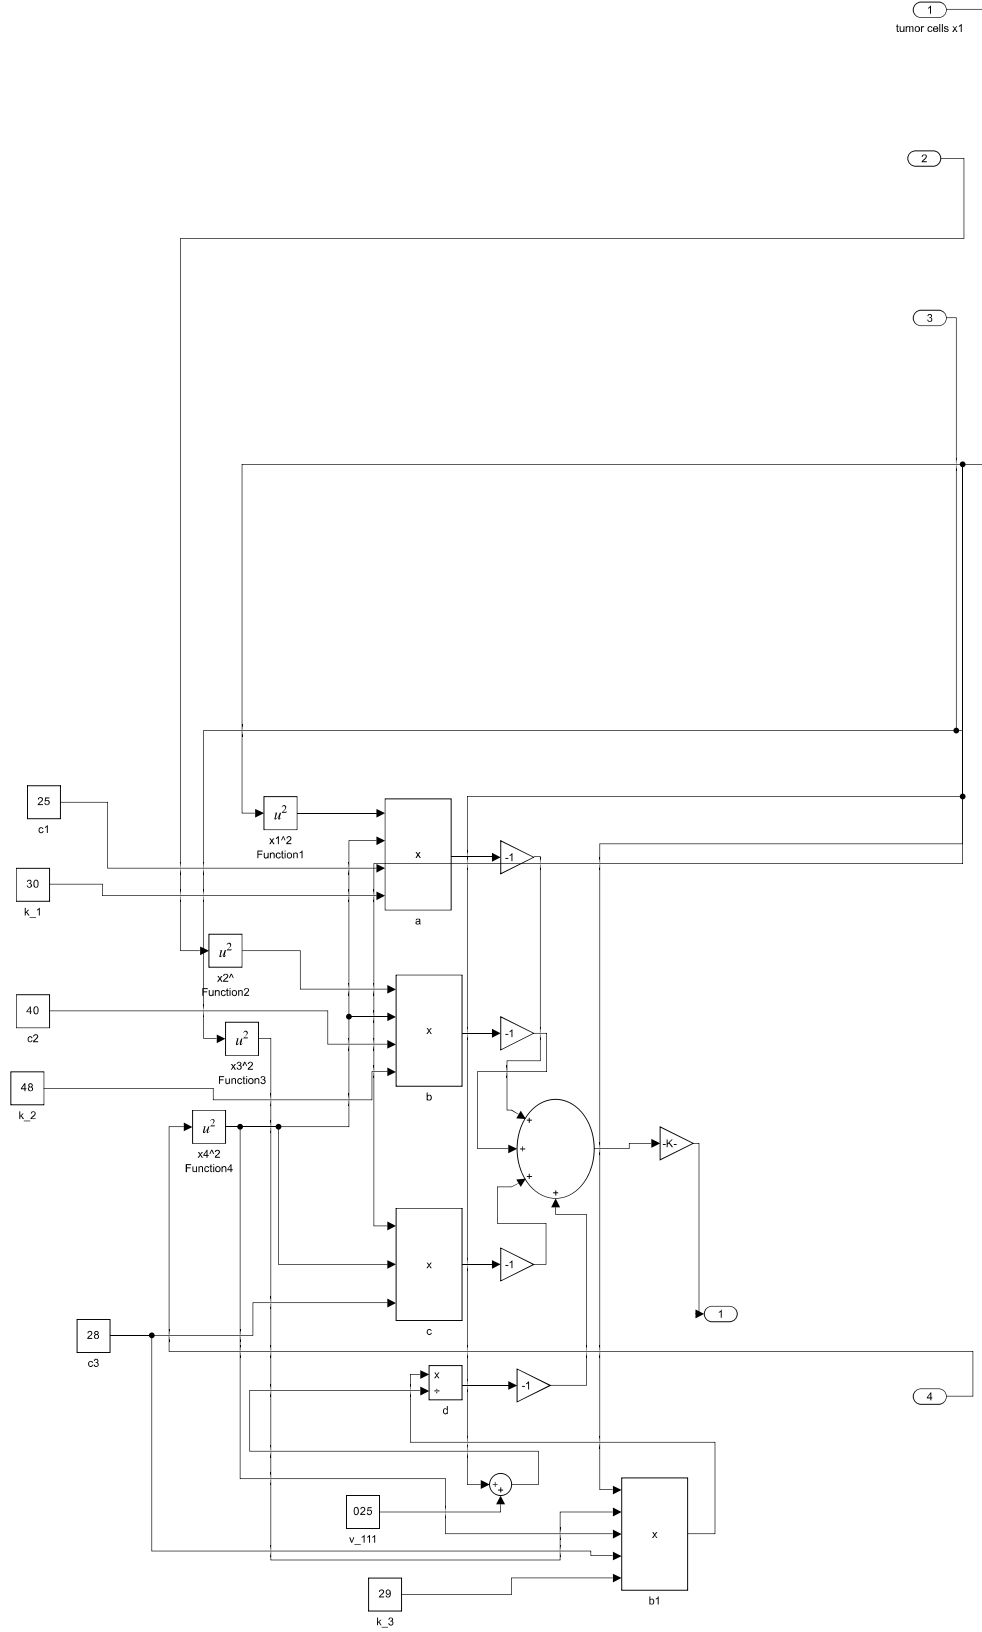 1
tumor cells x1
2
3
25
c1
u²
x1^2
Function1
x
a
-1
30
k_1
u²
x2^
Function2
40
c2
u²
x3^2
Function3
x
b
-1
48
k_2
u²
x4^2
Function4
+
+
+
+
-K-
x
c
-1
1
28
c3
x
÷
d
-1
4
+
+
025
v_111
x
b1
29
k_3